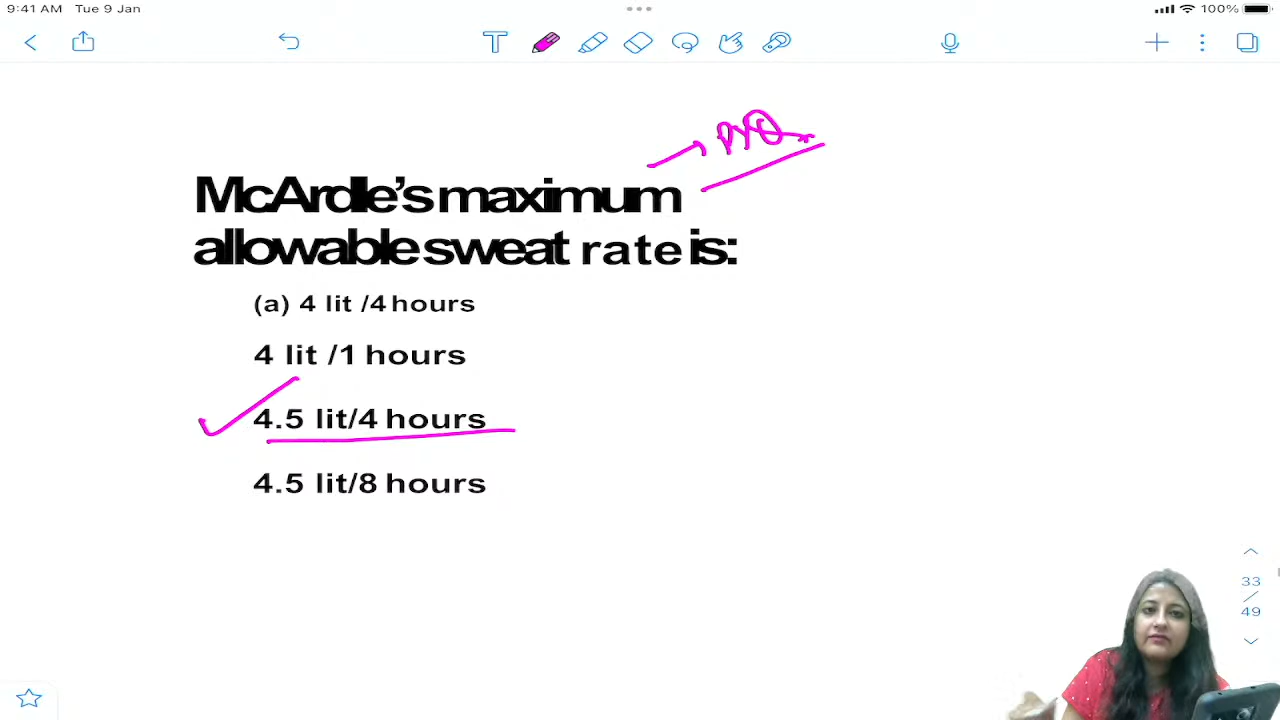 9:41 AM Tue 9 Jan
100%
T
PYQ
McArdle's maximum
allowable sweat rate is:
(a) 4 lit /4 hours
4 lit /1 hours
4.5 lit/4 hours
4.5 lit/8 hours
33
49